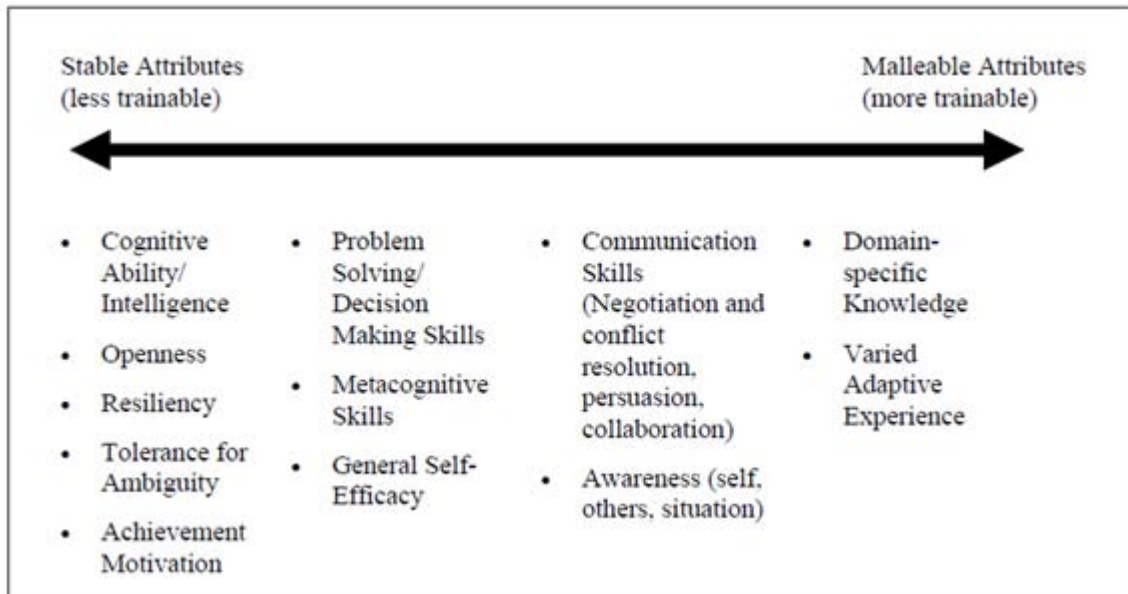 Stable Attributes
(less trainable)
Malleable Attributes
(more trainable)
• Cognitive
Ability/
Intelligence
• Openness
• Resiliency
• Tolerance for
Ambiguity
• Achievement
Motivation
• Problem
Solving/
Decision
Making Skills
• Metacognitive
Skills
• General Self-
Efficacy
• Communication
Skills
(Negotiation and
conflict
resolution,
persuasion,
collaboration)
• Awareness (self,
others, situation)
• Domain-
specific
Knowledge
• Varied
Adaptive
Experience